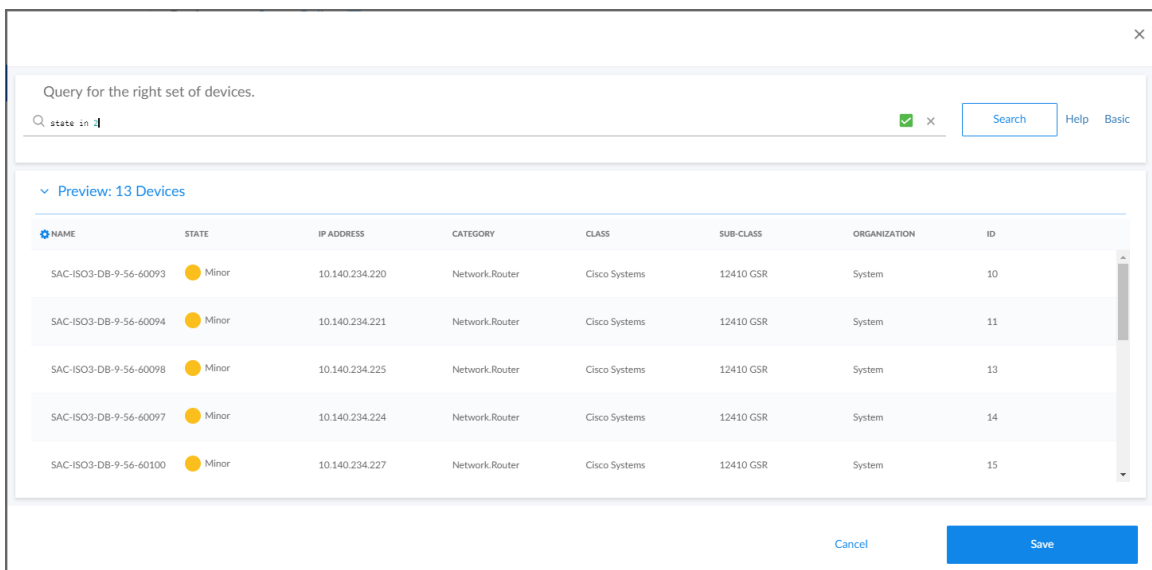 Query for the right set of devices.
state in 2
Search Help Basic
Preview: 13 Devices
NAME STATE IP ADDRESS CATEGORY CLASS SUB-CLASS ORGANIZATION ID
SAC-ISO3-DB-9-56-60093 Minor 10.140.234.220 Network.Router Cisco Systems 12410 GSR System 10
SAC-ISO3-DB-9-56-60094 Minor 10.140.234.221 Network.Router Cisco Systems 12410 GSR System 11
SAC-ISO3-DB-9-56-60098 Minor 10.140.234.225 Network.Router Cisco Systems 12410 GSR System 13
SAC-ISO3-DB-9-56-60097 Minor 10.140.234.224 Network.Router Cisco Systems 12410 GSR System 14
SAC-ISO3-DB-9-56-60100 Minor 10.140.234.227 Network.Router Cisco Systems 12410 GSR System 15
Cancel Save